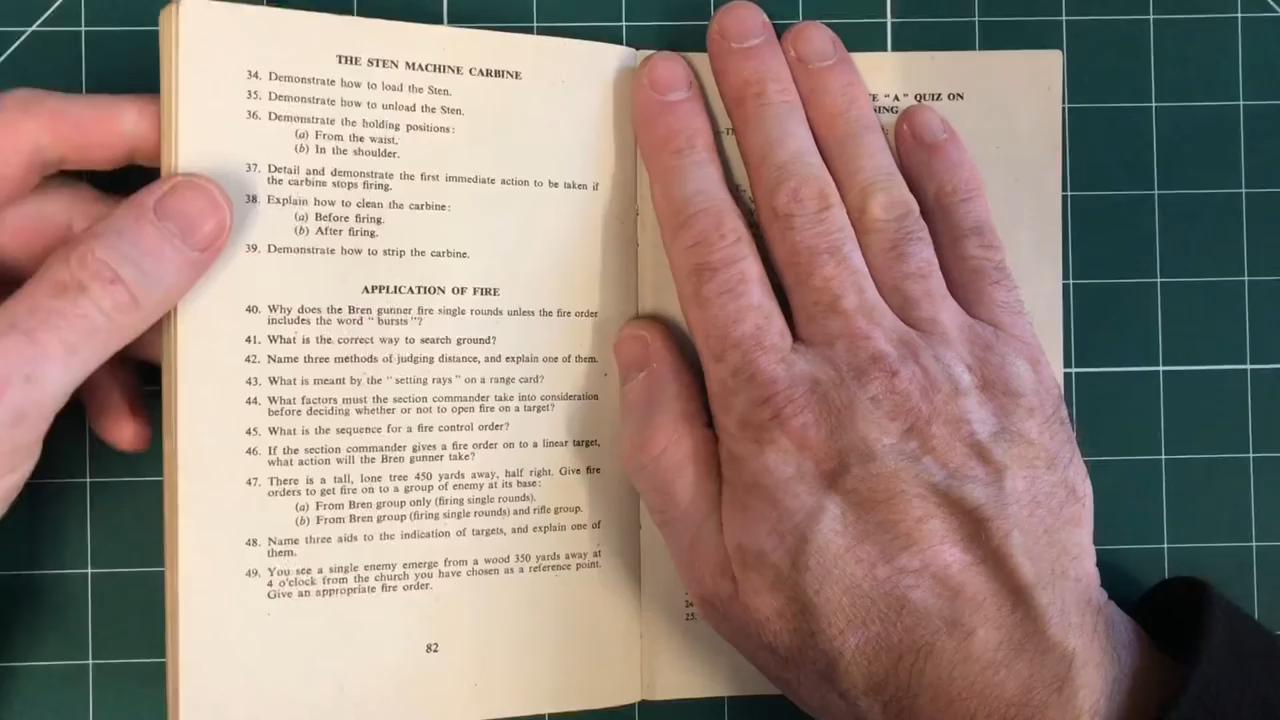 THE STEN MACHINE CARBINE
34. Demonstrate how to load the Sten.
35. Demonstrate how to unload the Sten.
36. Demonstrate the holding positions:
(a) From the waist.
(b) In the shoulder.
37. Detail and demonstrate the first immediate action to be taken if
the carbine stops firing.
38. Explain how to clean the carbine:
(a) Before firing.
(b) After firing.
39. Demonstrate how to strip the carbine.
APPLICATION OF FIRE
40. Why does the Bren gunner fire single rounds unless the fire order
includes the word "bursts"?
41. What is the correct way to search ground?
42. Name three methods of judging distance, and explain one of them.
43. What is meant by the "setting rays" on a range card?
44. What factors must the section commander take into consideration
before deciding whether or not to open fire on a target?
45. What is the sequence for a fire control order?
46. If the section commander gives a fire order on to a linear target,
what action will the Bren gunner take?
47. There is a tall, lone tree 450 yards away, half right. Give fire
orders to get fire on to a group of enemy at its base:
(a) From Bren group only (firing single rounds).
(b) From Bren group (firing single rounds) and rifle group.
48. Name three aids to the indication of targets, and explain one of
them.
49. You see a single enemy emerge from a wood 350 yards away at
4 o'clock from the church you have chosen as a reference point.
Give an appropriate fire order.
82
"A" QUIZ ON
24
25.